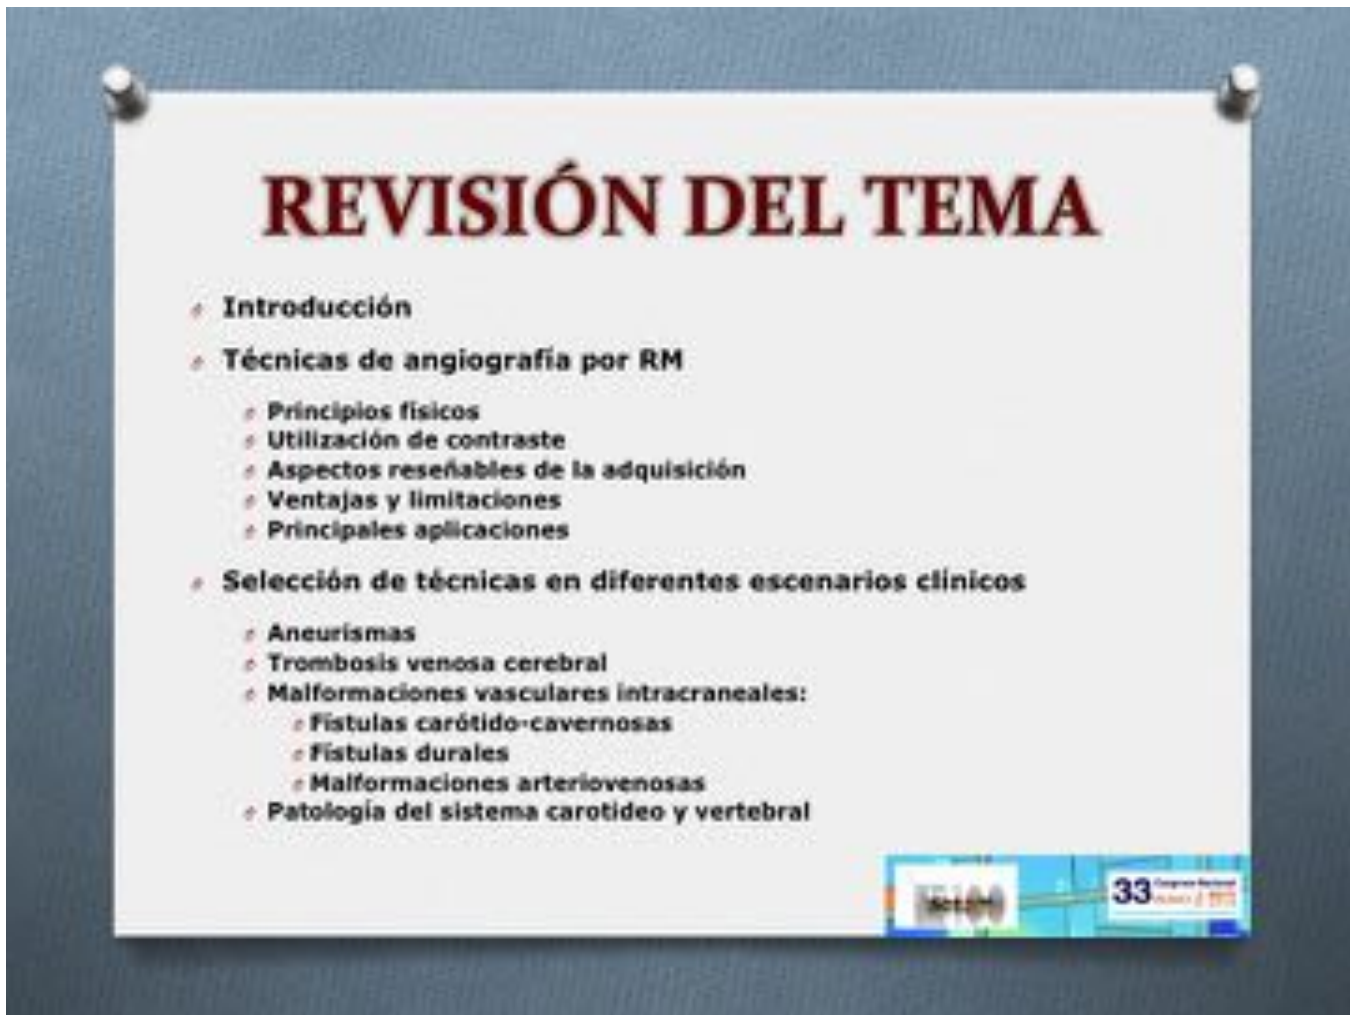 REVISIÓN DEL TEMA
Introducción
Técnicas de angiografía por RM
Principios físicos
Utilización de contraste
Aspectos reseñables de la adquisición
Ventajas y limitaciones
Principales aplicaciones
Selección de técnicas en diferentes escenarios clínicos
Aneurismas
Trombosis venosa cerebral
Malformaciones vasculares intracraneales:
Fístulas carótido-cavernosas
Fístulas durales
Malformaciones arteriovenosas
Patología del sistema carotideo y vertebral
33 Congreso Nacional